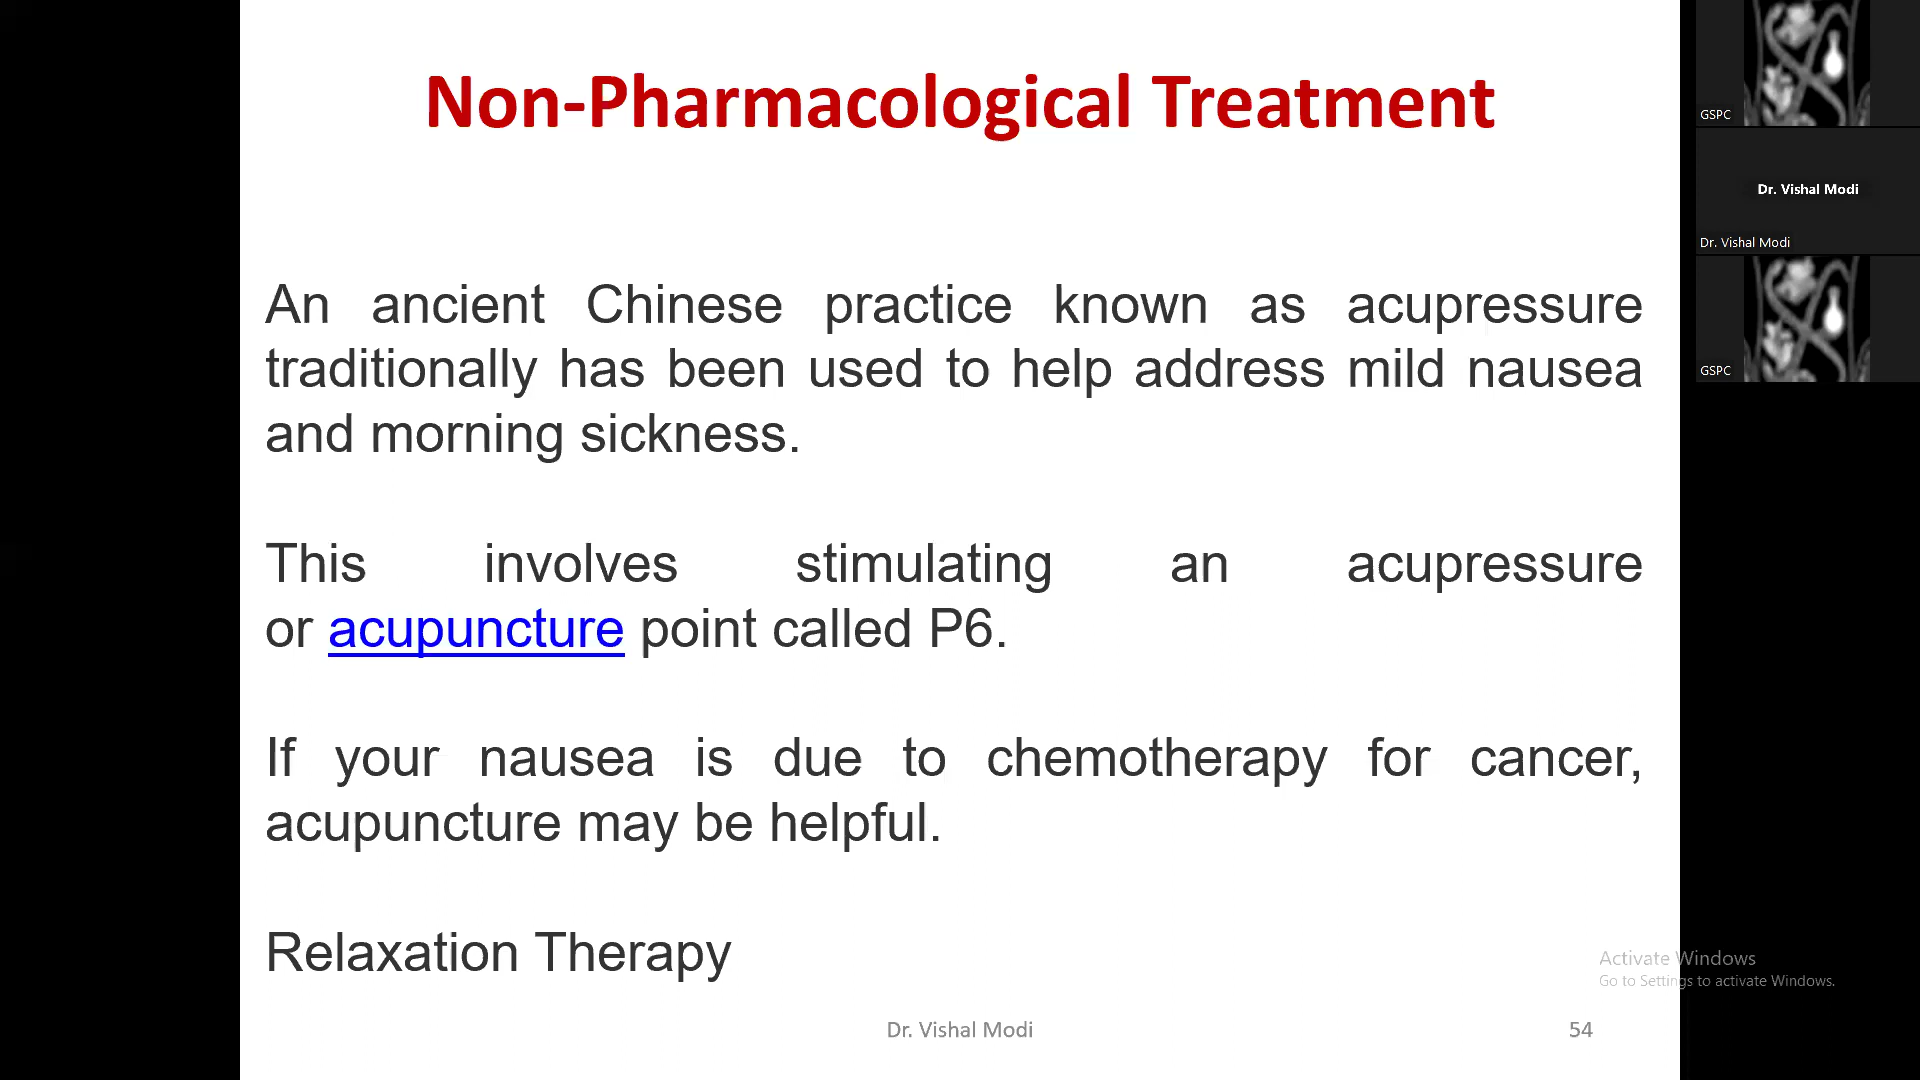 Non-Pharmacological Treatment
An ancient Chinese practice known as acupressure
traditionally has been used to help address mild nausea
and morning sickness.
This involves stimulating an acupressure
or acupuncture point called P6.
If your nausea is due to chemotherapy for cancer,
acupuncture may be helpful.
Relaxation Therapy
Dr. Vishal Modi
54
GSPC
Dr. Vishal Modi
Dr. Vishal Modi
GSPC
Activate Windows
Go to Settings to activate Windows.